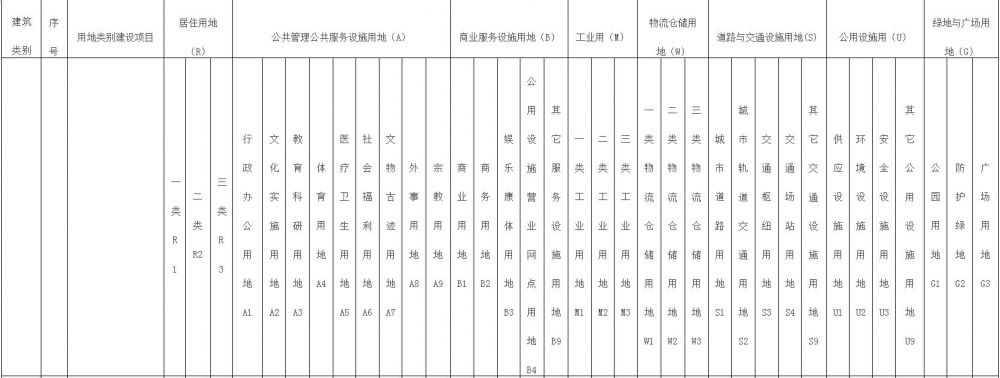 建筑类别
序号
用地类别建设项目
居住用地(R)
公共管理公共服务设施用地(A)
商业服务设施用地(B)
工业用(M)
物流仓储用地(W)
道路与交通设施用地(S)
公用设施用(U)
绿地与广场用地(G)
一类R1
二类R2
三类R3
行政办公用地A1
文化实施用地A2
教育科研用地A3
体育用地A4
医疗卫生用地A5
社会福利用地A6
文物古迹用地A7
外事用地A8
宗教用地A9
商业用地B1
商务用地B2
娱乐康体用地B3
公用设施营业网点用地B4
其它服务设施用地B9
一类工业用地M1
二类工业用地M2
三类工业用地M3
一类物流仓储用地W1
二类物流仓储用地W2
三类物流仓储用地W3
城市道路用地S1
城市轨道交通用地S2
交通枢纽用地S3
交通场站用地S4
其它交通设施用地S9
供应设施用地U1
环境设施用地U2
安全设施用地U3
其它公用设施用地U9
公园用地G1
防护绿地G2
广场用地G3